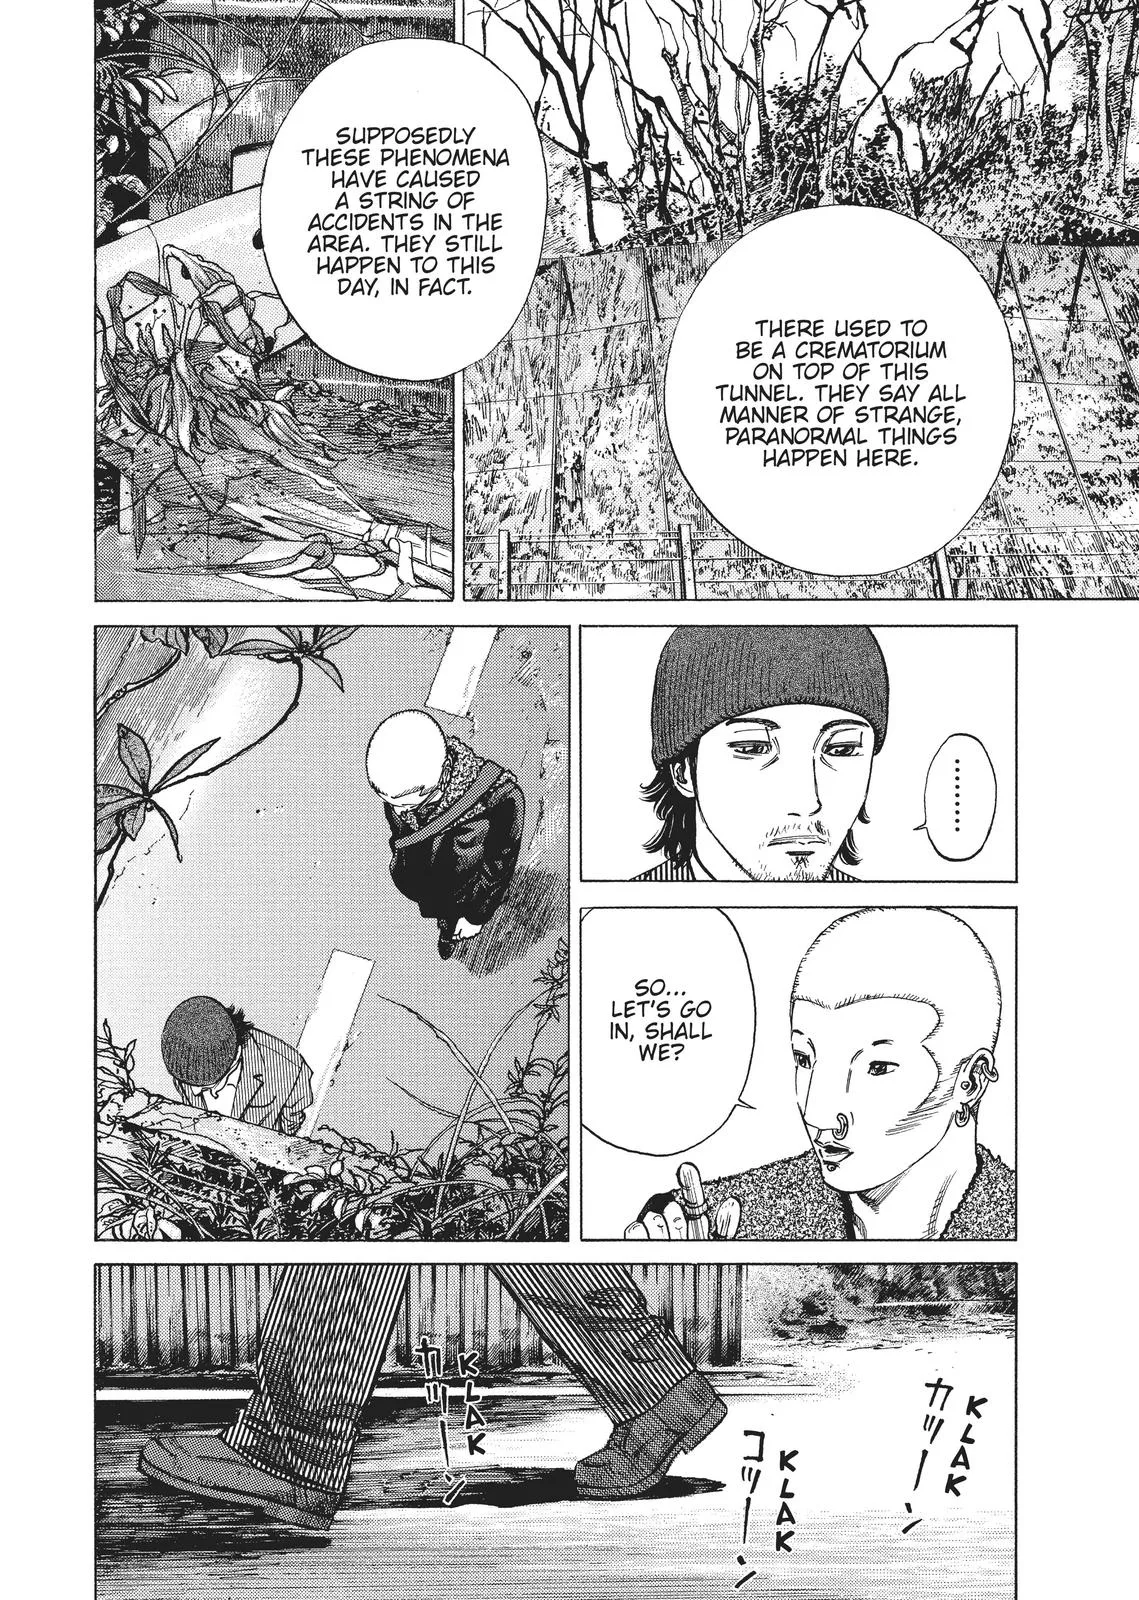 THERE USED TO
BE A CREMATORIUM
ON TOP OF THIS
TUNNEL. THEY SAY ALL
MANNER OF STRANGE,
PARANORMAL THINGS
HAPPEN HERE.
SUPPOSEDLY
THESE PHENOMENA
HAVE CAUSED
A STRING OF
ACCIDENTS IN THE
AREA. THEY STILL
HAPPEN TO THIS
DAY, IN FACT.
.........
SO...
LET'S GO
IN, SHALL
WE?
カツーン
KLAK
コツーン
KLAK
カツーン
KLAK